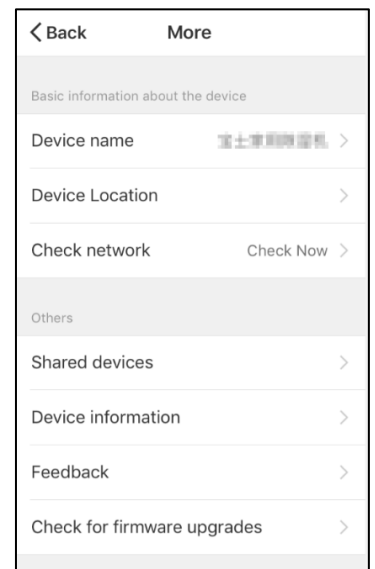 Back More
Basic information about the device
Device name
Device Location
Check network Check Now
Others
Shared devices
Device information
Feedback
Check for firmware upgrades